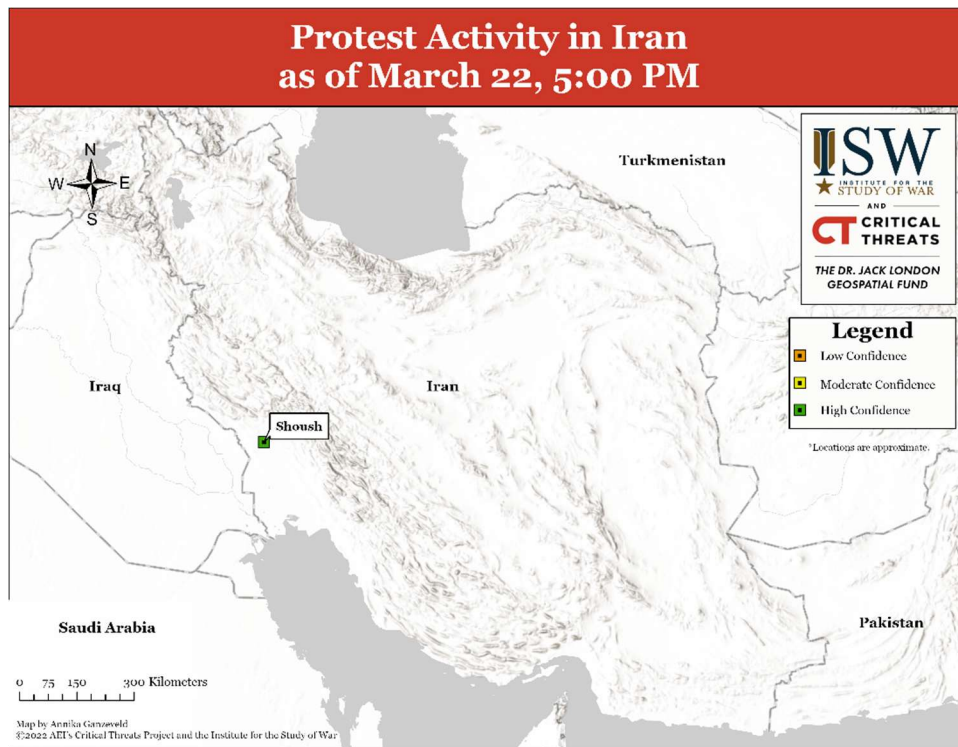 Protest Activity in Iran
as of March 22, 5:00 PM
N
W E
S
Turkmenistan
ISW
INSTITUTE FOR THE
STUDY OF WAR
AND
CT CRITICAL
THREATS
THE DR. JACK LONDON
GEOSPATIAL FUND
Legend
Low Confidence
Moderate Confidence
High Confidence
*Locations are approximate.
Iraq
Iran
Shoush
Saudi Arabia
Pakistan
0 75 150 300 Kilometers
Map by Annika Ganzeveld
©2022 AEI's Critical Threats Project and the Institute for the Study of War